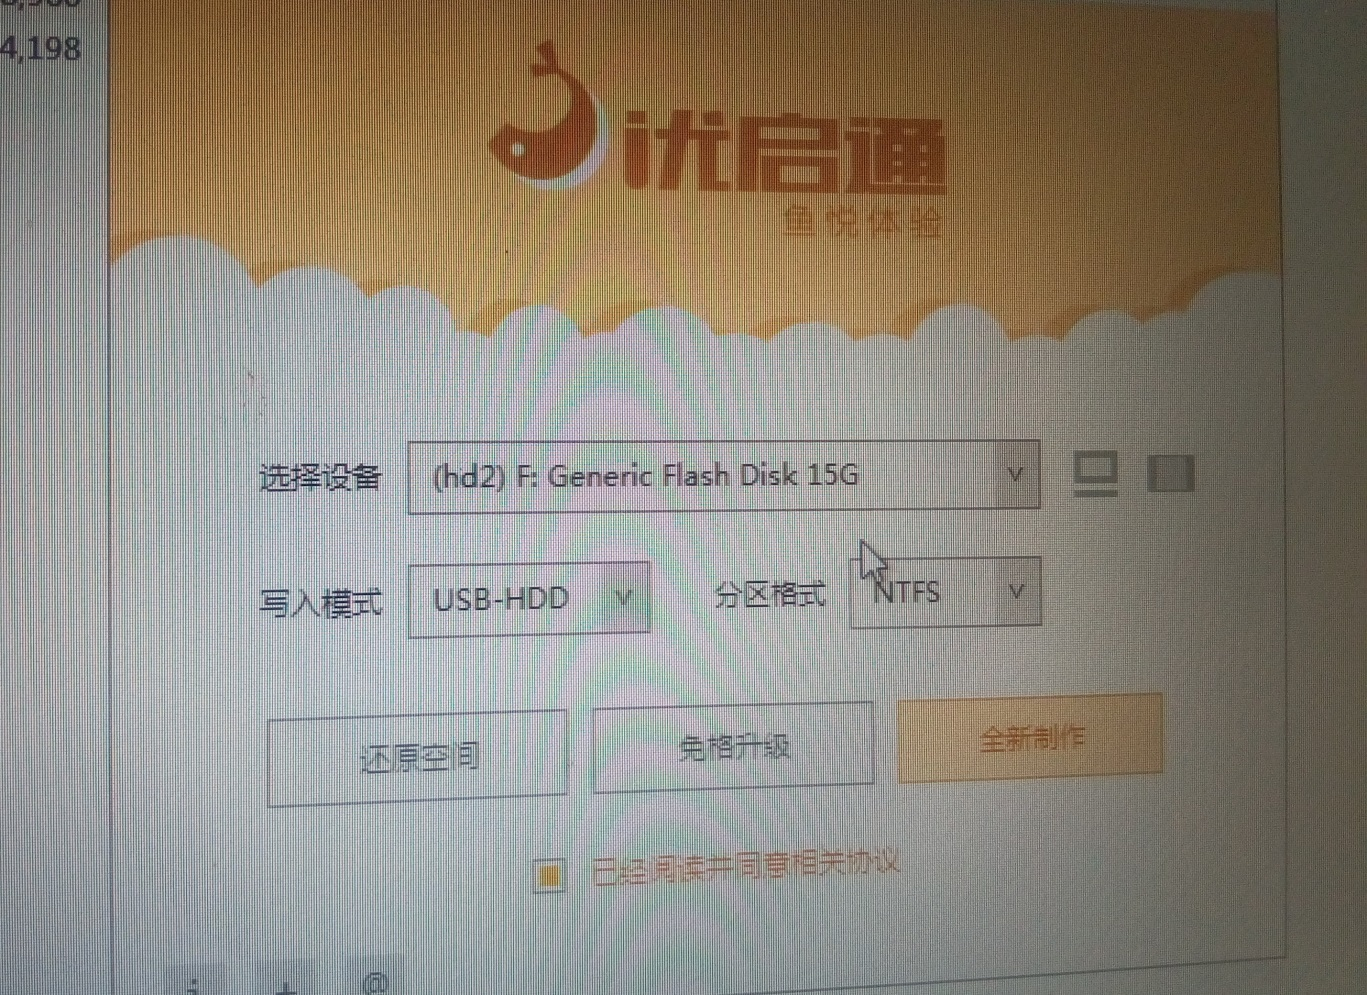 4,198
优启通
鱼悦体验
选择设备 (hd2) F: Generic Flash Disk 15G
写入模式 USB-HDD 分区格式 NTFS
还原空间 免格升级 全新制作
已经阅读并同意相关协议
@